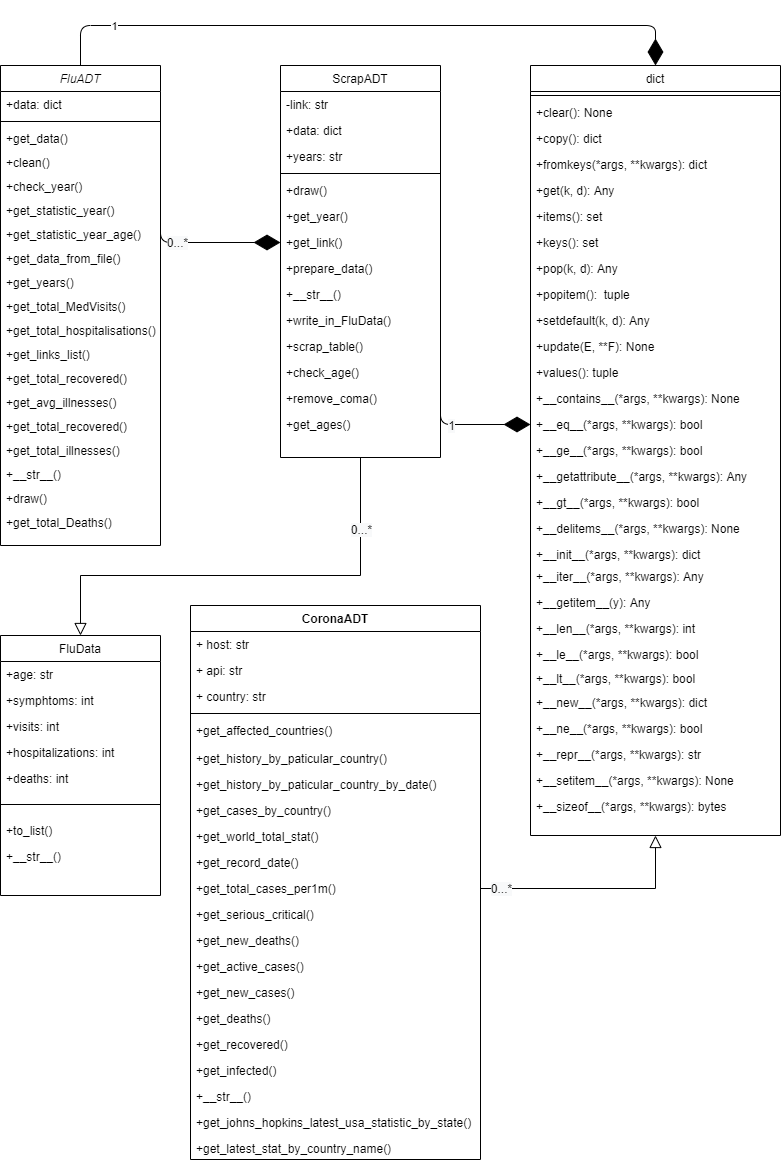 1
FluADT
+data: dict
+get_data()
+clean()
+check_year()
+get_statistic_year()
+get_statistic_year_age()
+get_data_from_file()
+get_years()
+get_total_MedVisits()
+get_total_hospitalisations()
+get_links_list()
+get_total_recovered()
+get_avg_illnesses()
+get_total_recovered()
+get_total_illnesses()
+__str__()
+draw()
+get_total_Deaths()
0...*
ScrapADT
-link: str
+data: dict
+years: str
+draw()
+get_year()
+get_link()
+prepare_data()
+__str__()
+write_in_FluData()
+scrap_table()
+check_age()
+remove_coma()
+get_ages()
1
0...*
dict
+clear(): None
+copy(): dict
+fromkeys(*args, **kwargs): dict
+get(k, d): Any
+items(): set
+keys(): set
+pop(k, d): Any
+popitem():  tuple
+setdefault(k, d): Any
+update(E, **F): None
+values(): tuple
+__contains__(*args, **kwargs): None
+__eq__(*args, **kwargs): bool
+__ge__(*args, **kwargs): bool
+__getattribute__(*args, **kwargs): Any
+__gt__(*args, **kwargs): bool
+__delitems__(*args, **kwargs): None
+__init__(*args, **kwargs): dict
+__iter__(*args, **kwargs): Any
+__getitem__(y): Any
+__len__(*args, **kwargs): int
+__le__(*args, **kwargs): bool
+__lt__(*args, **kwargs): bool
+__new__(*args, **kwargs): dict
+__ne__(*args, **kwargs): bool
+__repr__(*args, **kwargs): str
+__setitem__(*args, **kwargs): None
+__sizeof__(*args, **kwargs): bytes
FluData
+age: str
+symphtoms: int
+visits: int
+hospitalizations: int
+deaths: int
+to_list()
+__str__()
CoronaADT
+ host: str
+ api: str
+ country: str
+get_affected_countries()
+get_history_by_paticular_country()
+get_history_by_paticular_country_by_date()
+get_cases_by_country()
+get_world_total_stat()
+get_record_date()
+get_total_cases_per1m()
+get_serious_critical()
+get_new_deaths()
+get_active_cases()
+get_new_cases()
+get_deaths()
+get_recovered()
+get_infected()
+__str__()
+get_johns_hopkins_latest_usa_statistic_by_state()
+get_latest_stat_by_country_name()
0...*